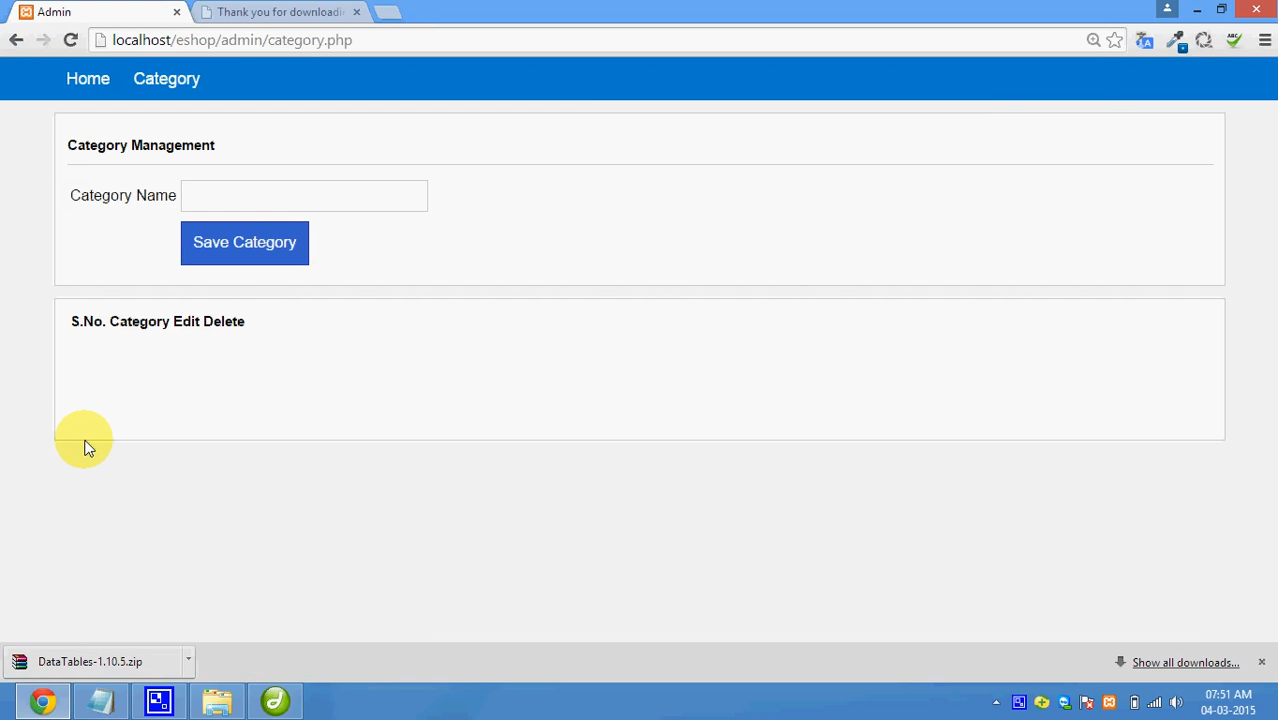 Admin
Thank you for downloadi
localhost/eshop/admin/category.php
ABC
A
Home Category
Category Management
Category Name
Save Category
S.No. Category Edit Delete
DataTables-1.10.5.zip
Show all downloads...
07:51 AM
04-03-2015